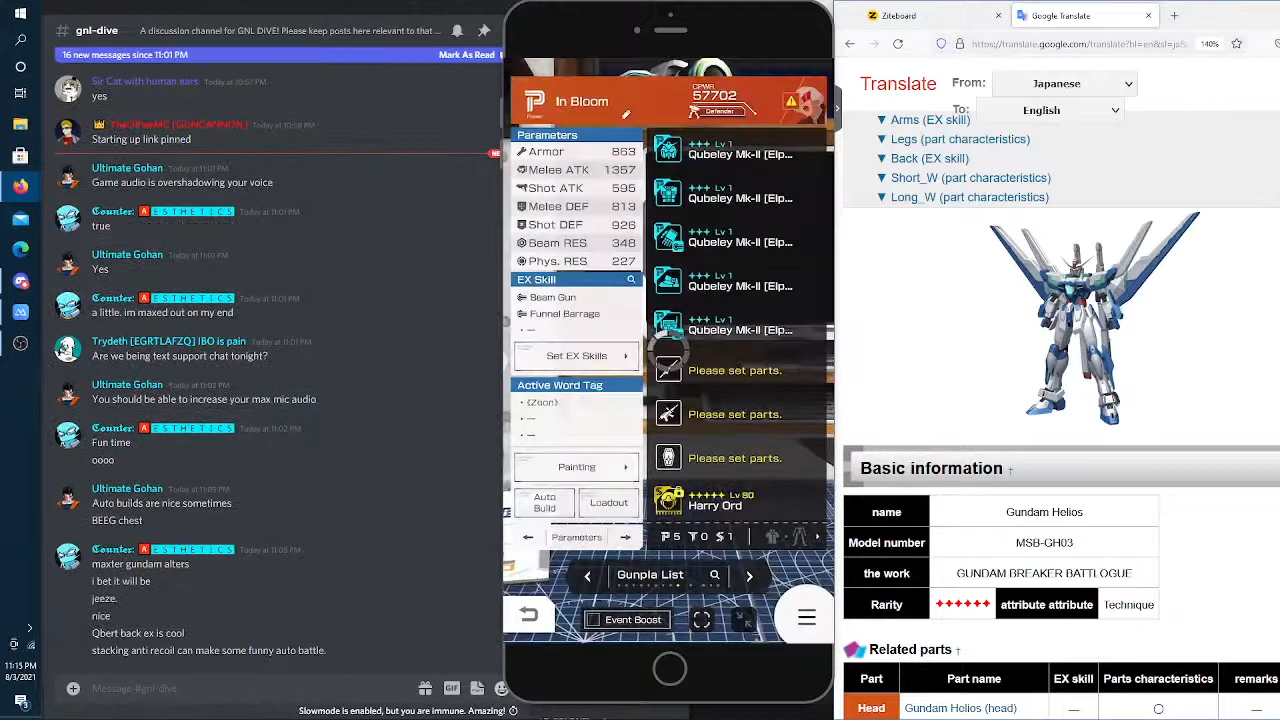 # gnl-dive
A discussion channel for GNL DIVE! Please keep posts here relevant to that ...
16 new messages since 11:01 PM
Mark As Read
Sir Cat with human ears. Today at 10:57 PM
yes
TheOtherMC [GUNCANNON] Today at 10:58 PM
Starting up link pinned
Ultimate Gohan Today at 11:01 PM
Game audio is overshadowing your voice
Counter: AESTHETICS Today at 11:01 PM
true
Ultimate Gohan Today at 11:01 PM
Yes
Counter: AESTHETICS Today at 11:01 PM
a little. im maxed out on my end
[EGRTLAFZQ] IBO is pain Today at 11:01 PM
Are we being text support chat tonight?
Ultimate Gohan Today at 11:02 PM
You should be able to increase your max mic audio
Counter: AESTHETICS Today at 11:02 PM
Fun time
oooo
Ultimate Gohan Today at 11:05 PM
Auto builds are nice sometimes
Counter: AESTHETICS Today at 11:08 PM
gundam alters
i bet it will be
jeeze.
nice.
back ex is cool
can make some funny auto battle.
Message #gnl-dive
GIF
Slowmode is enabled, but you are immune. Amazing!
11:15 PM
8/23/2021
P
Power
In Bloom
CPWR
57702
Defender
Parameters
Armor 863
Melee ATK 1357
Shot ATK 595
Melee DEF 813
Shot DEF 926
Beam RES 348
Phys. RES 227
EX Skill
Beam Gun
Funnel Barrage
· —
Set EX Skills
Active Word Tag
· 《Zeon》
· —
· —
Painting
Auto Build
Loadout
Parameters
+++ Lv 1
Qubeley Mk-II [Elp...
+++ Lv 1
Qubeley Mk-II [Elp...
+++ Lv 1
Qubeley Mk-II [Elp...
+++ Lv 1
Qubeley Mk-II [Elp...
+++ Lv 1
Qubeley Mk-II [Elp...
Please set parts.
Please set parts.
Please set parts.
+++++ Lv 80
Harry Ord
P 5 T 0 S 1
Gunpla List
Event Boost
Ziteboard
Google Translate
https://translate.googleusercontent.com/translate
140%
Translate
From: Japanese
To: English
▼ Arms (EX skill)
▼ Legs (part characteristics)
▼ Back (EX skill)
▼ Short_W (part characteristics)
▼ Long_W (part characteristics)
Basic information †
name Gundam Helios
Model number MSB-GH03
the work GUNDAM BREAKER BATTLOGUE
Rarity ++++++ attribute attribute Technique
Related parts †
Part Part name EX skill Parts characteristics remarks
Head Gundam Helios (head) — ○ —